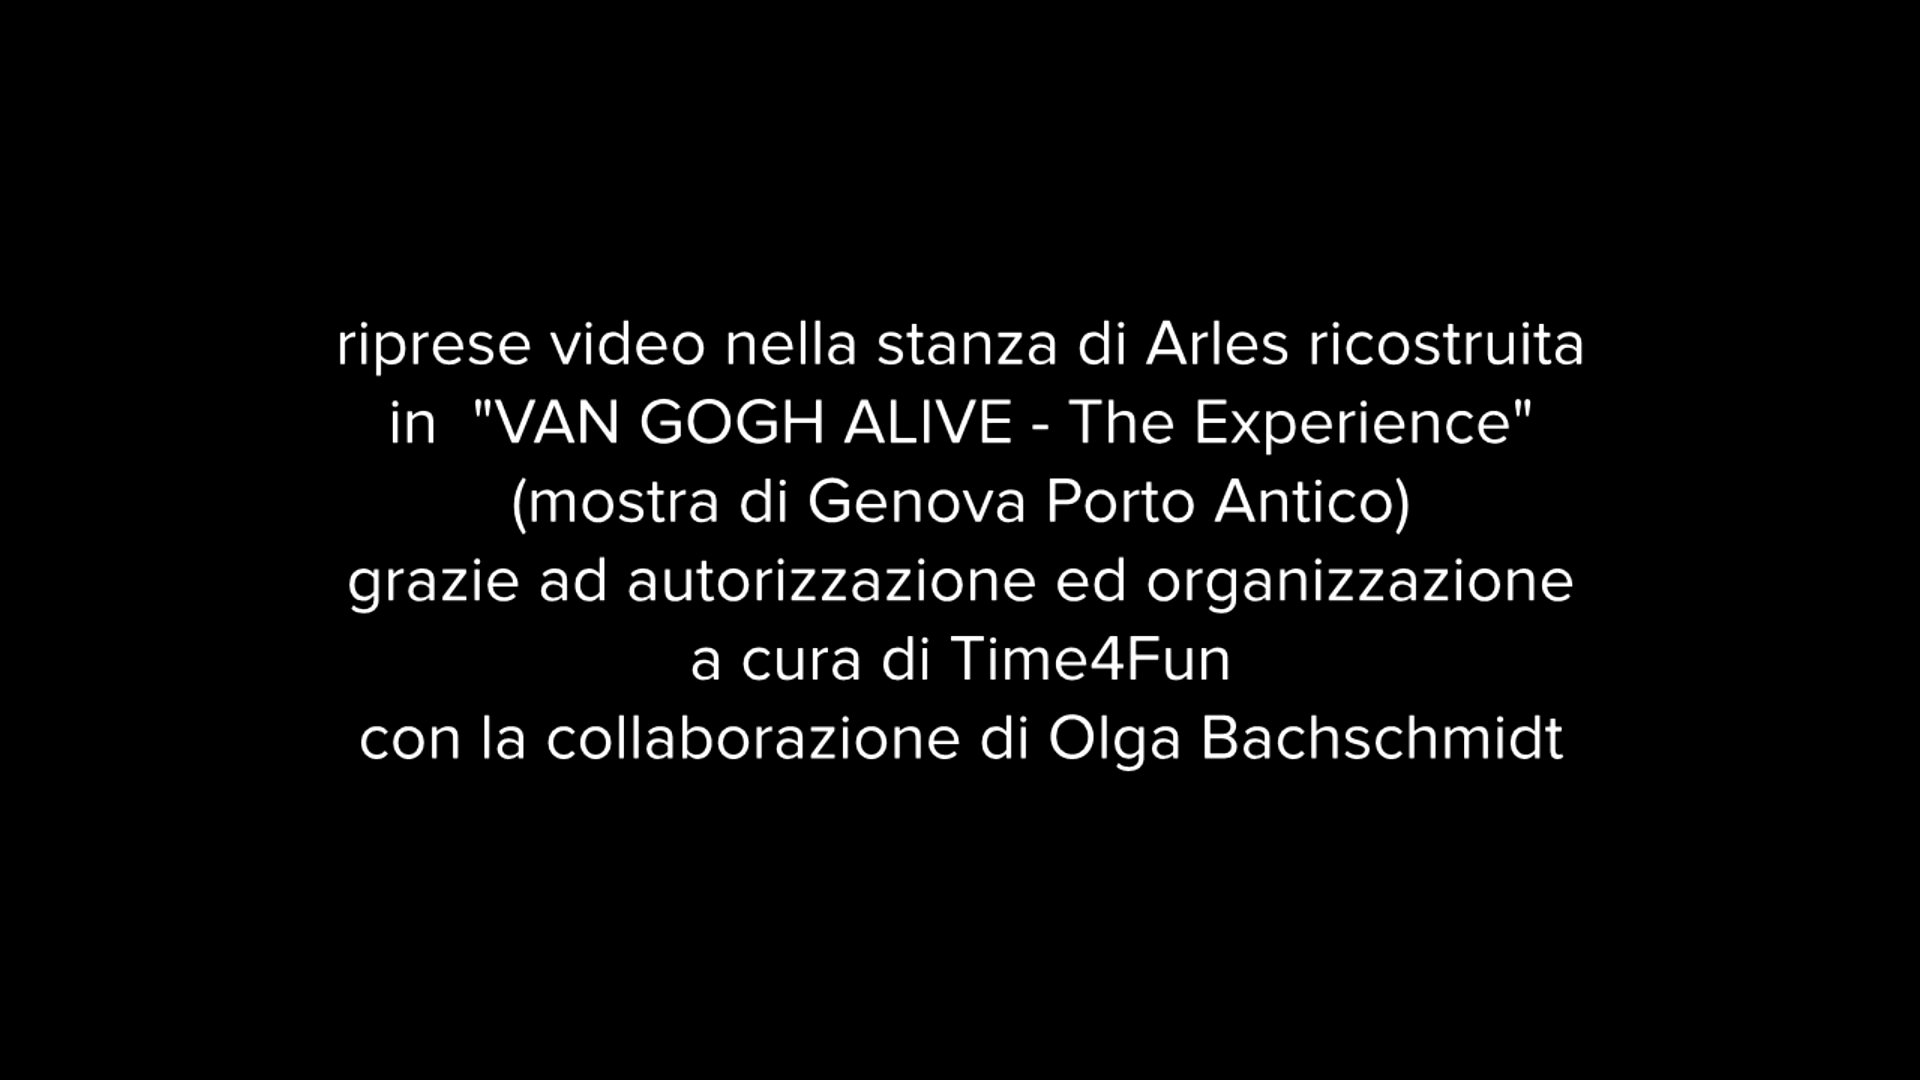 riprese video nella stanza di Arles ricostruita
in  "VAN GOGH ALIVE - The Experience"
(mostra di Genova Porto Antico)
grazie ad autorizzazione ed organizzazione
a cura di Time4Fun
con la collaborazione di Olga Bachschmidt